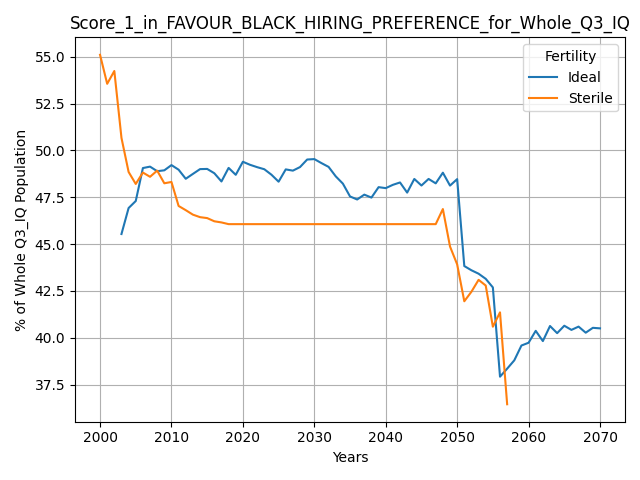 Score_1_in_FAVOUR_BLACK_HIRING_PREFERENCE_for_Whole_Q3_IQ
Fertility
Ideal
Sterile
% of Whole Q3_IQ Population
55.0
52.5
50.0
47.5
45.0
42.5
40.0
37.5
2000 2010 2020 2030 2040 2050 2060 2070
Years